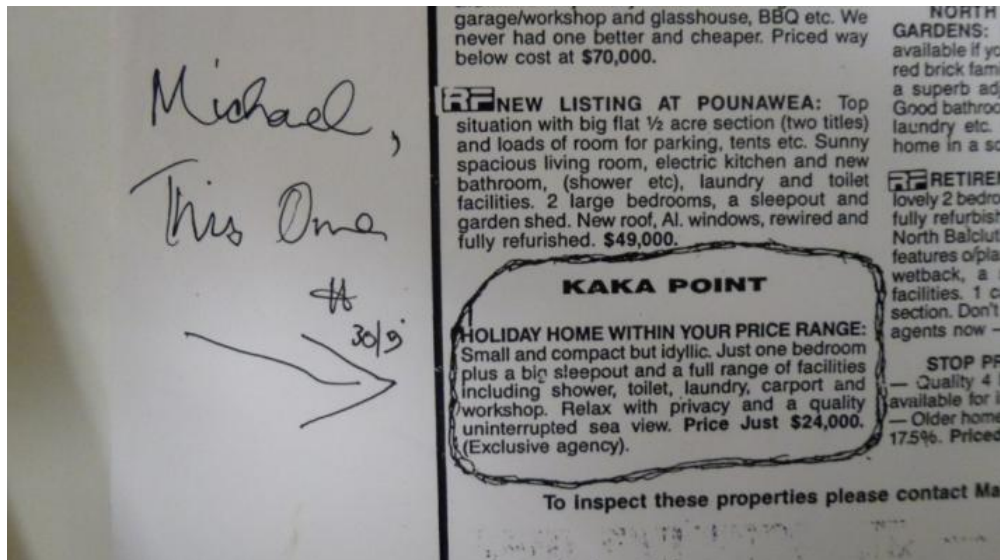 Michael,
This One
30/9
garage/workshop and glasshouse, BBQ etc. We
never had one better and cheaper. Priced way
below cost at $70,000.
RF NEW LISTING AT POUNAWEA: Top
situation with big flat ½ acre section (two titles)
and loads of room for parking, tents etc. Sunny
spacious living room, electric kitchen and new
bathroom, (shower etc), laundry and toilet
facilities. 2 large bedrooms, a sleepout and
garden shed. New roof, Al. windows, rewired and
fully refurished. $49,000.
KAKA POINT
HOLIDAY HOME WITHIN YOUR PRICE RANGE:
Small and compact but idyllic. Just one bedroom
plus a big sleepout and a full range of facilities
including shower, toilet, laundry, carport and
workshop. Relax with privacy and a quality
uninterrupted sea view. Price Just $24,000.
(Exclusive agency).
To inspect these properties please contact
NORTH
GARDENS:
available if
red brick
a superb
Good
laundry etc.
home in a
RF
lovely 2
fully
North
features
wetback, a
facilities. 1
section. Don't
agents now –
STOP
— Quality 4
available for
— Older
17.5%. Priced